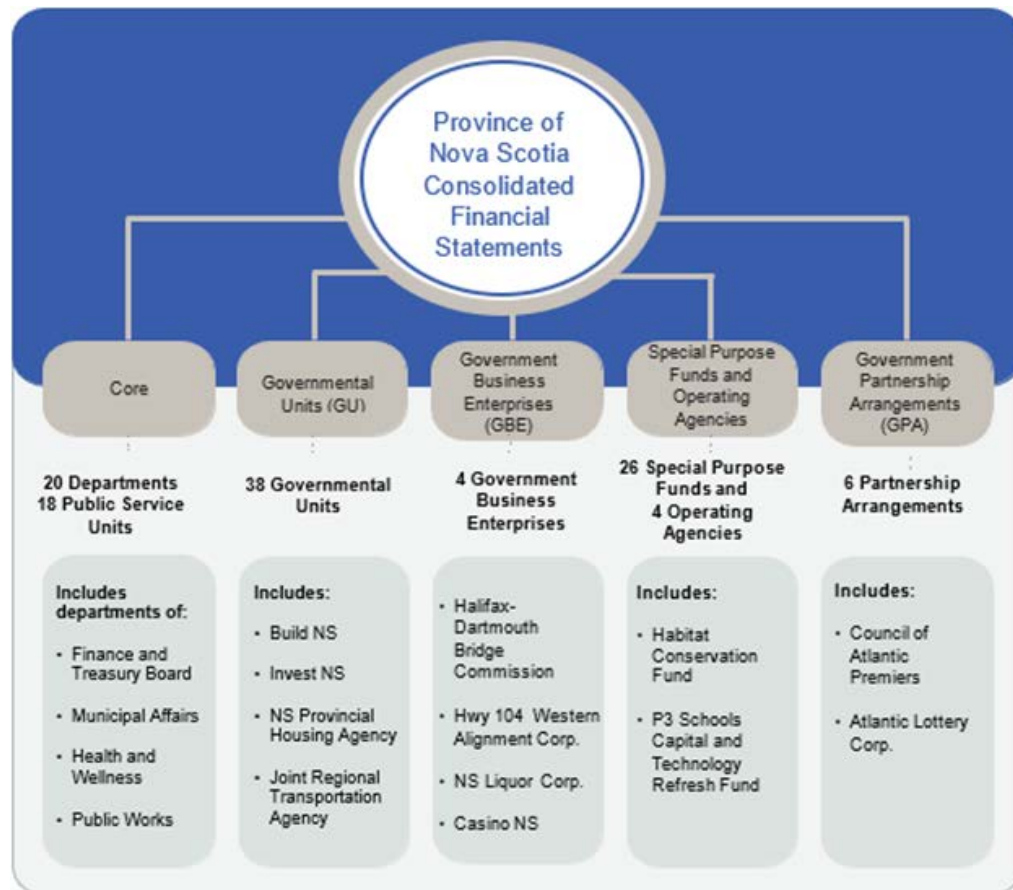 Province of
Nova Scotia
Consolidated
Financial
Statements
Core
Governmental
Units (GU)
Government
Business
Enterprises
(GBE)
Special Purpose
Funds and
Operating
Agencies
Government
Partnership
Arrangements
(GPA)
20 Departments
18 Public Service
Units
38 Governmental
Units
4 Government
Business
Enterprises
26 Special Purpose
Funds and
4 Operating
Agencies
6 Partnership
Arrangements
Includes
departments of:
• Finance and
Treasury Board
• Municipal Affairs
• Health and
Wellness
• Public Works
Includes:
• Build NS
• Invest NS
• NS Provincial
Housing Agency
• Joint Regional
Transportation
Agency
• Halifax-
Dartmouth
Bridge
Commission
• Hwy 104 Western
Alignment Corp.
• NS Liquor Corp.
• Casino NS
Includes:
• Habitat
Conservation
Fund
• P3 Schools
Capital and
Technology
Refresh Fund
Includes:
• Council of
Atlantic
Premiers
• Atlantic Lottery
Corp.